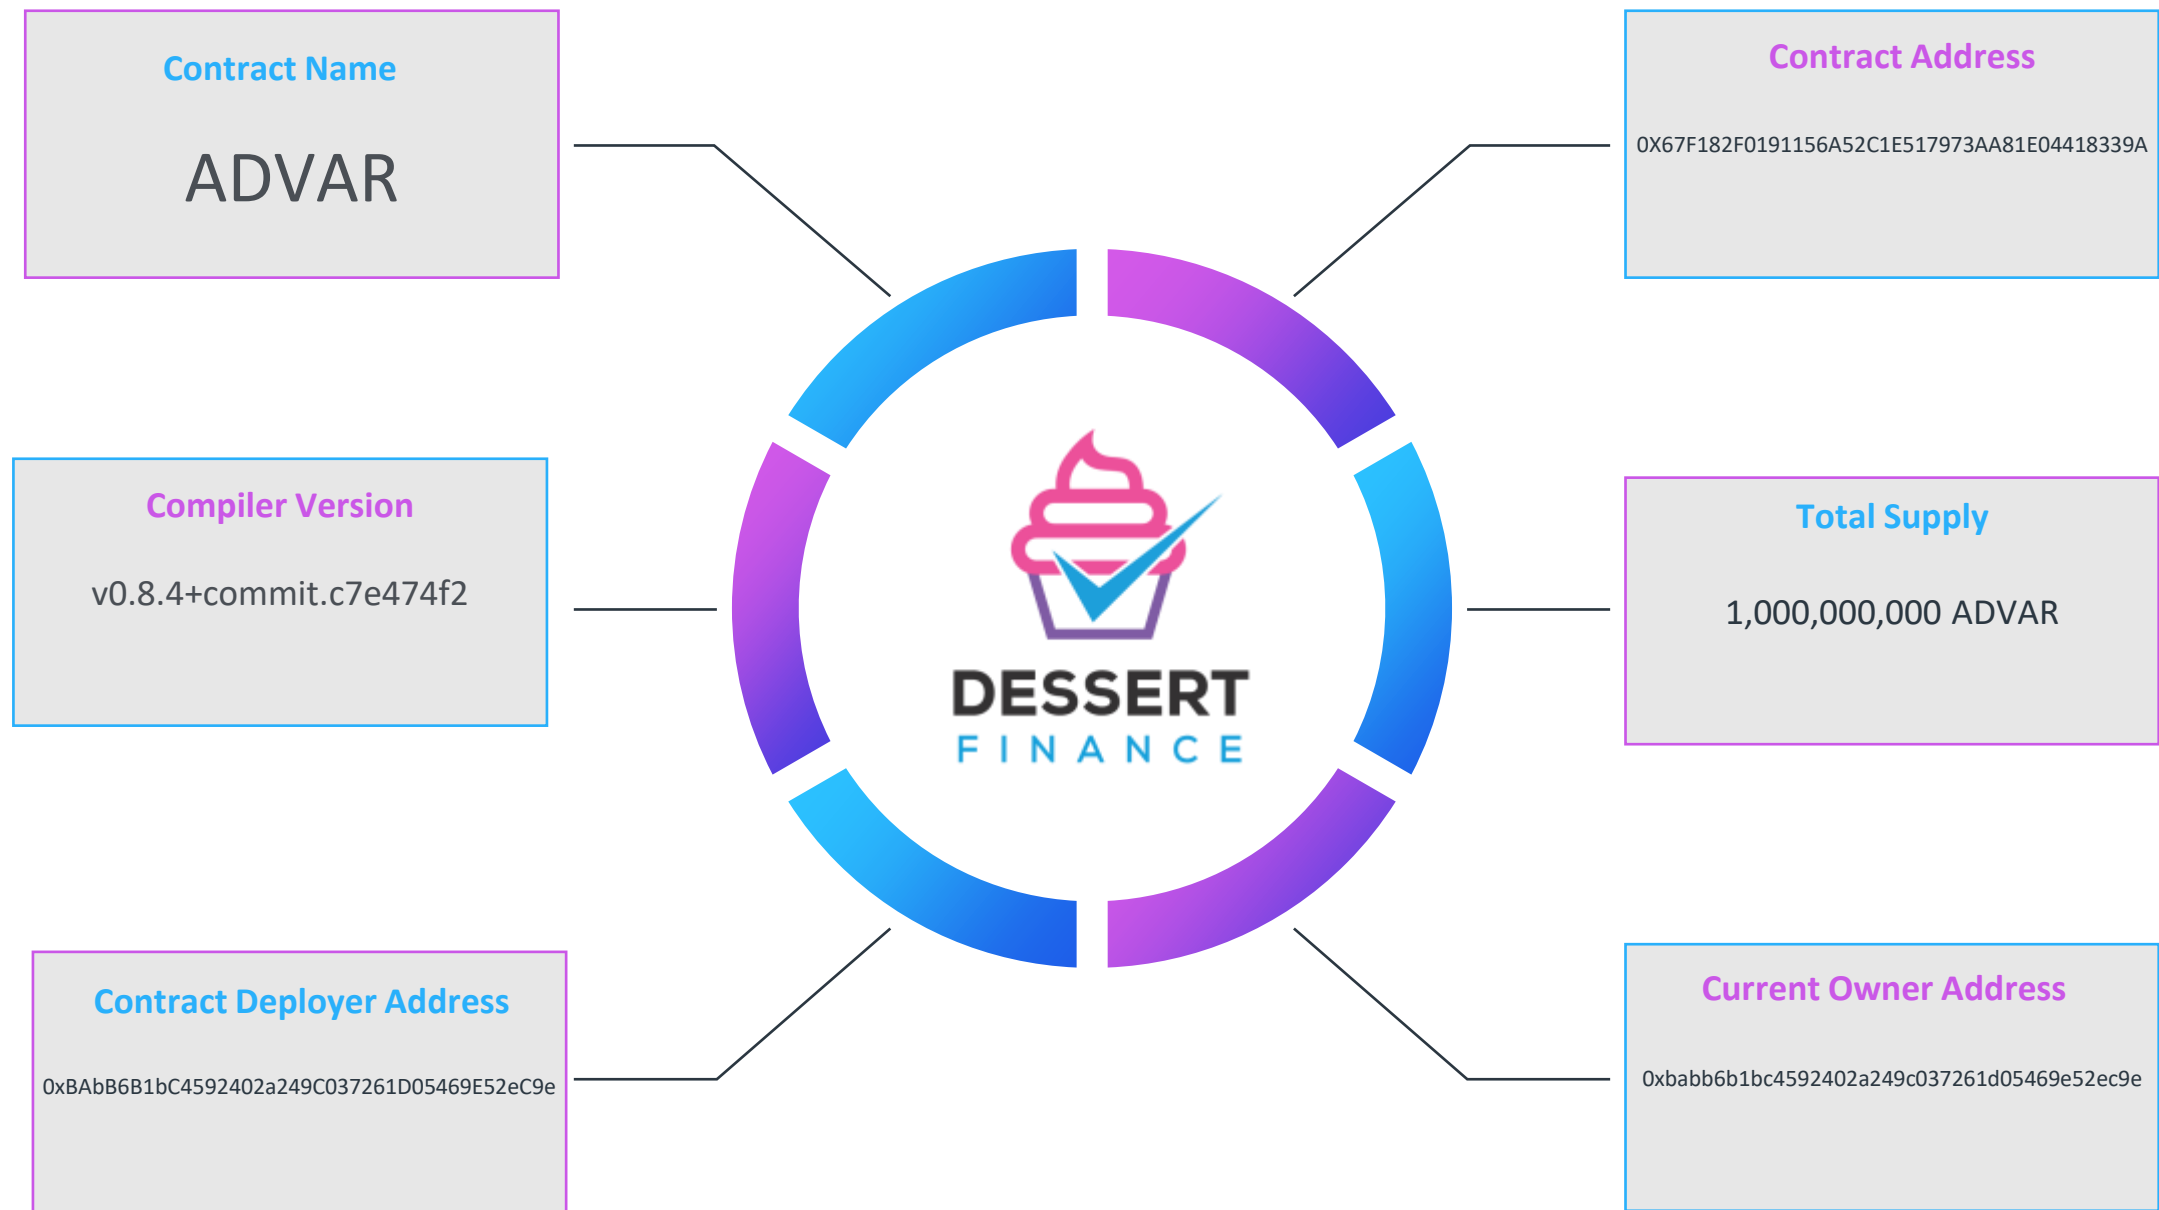 Contract Name
ADVAR
Contract Address
0X67F182F0191156A52C1E517973AA81E04418339A
Compiler Version
v0.8.4+commit.c7e474f2
DESSERT
FINANCE
Total Supply
1,000,000,000 ADVAR
Contract Deployer Address
0xBAbB6B1bC4592402a249C037261D05469E52eC9e
Current Owner Address
0xbabb6b1bc4592402a249c037261d05469e52ec9e